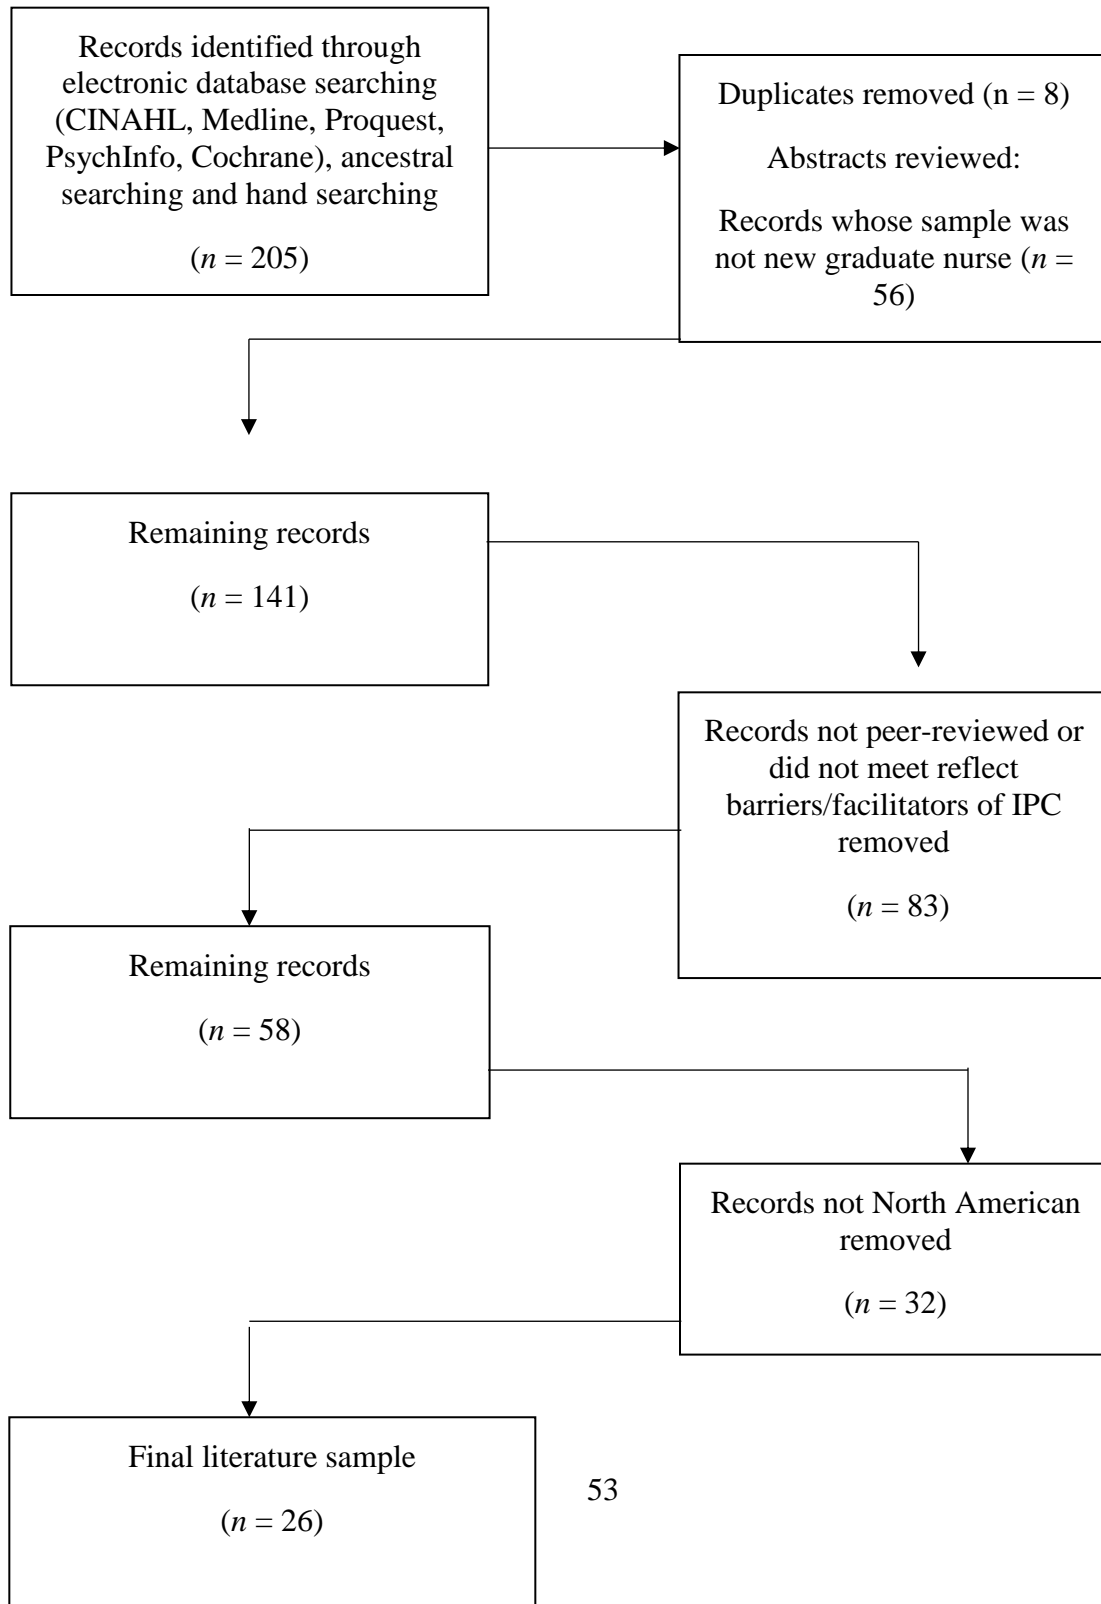 Records identified through
electronic database searching
(CINAHL, Medline, Proquest,
PsychInfo, Cochrane), ancestral
searching and hand searching
(n = 205)
Duplicates removed (n = 8)
Abstracts reviewed:
Records whose sample was
not new graduate nurse (n =
56)
Remaining records
(n = 141)
Records not peer-reviewed or
did not meet reflect
barriers/facilitators of IPC
removed
(n = 83)
Remaining records
(n = 58)
Records not North American
removed
(n = 32)
Final literature sample
(n = 26)
53